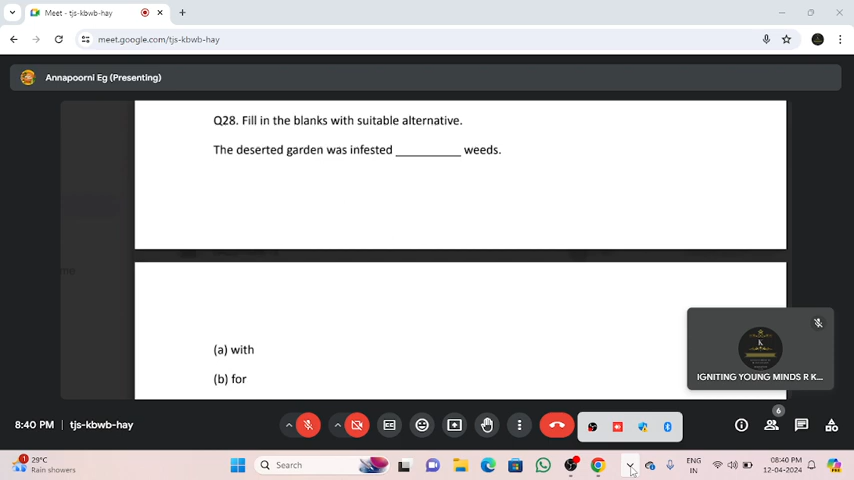 Meet - tjs-kbwb-hay
meet.google.com/tjs-kbwb-hay
Annapoorni Eg (Presenting)
Q28. Fill in the blanks with suitable alternative.
The deserted garden was infested __________ weeds.
(a) with
(b) for
K
IGNITING YOUNG MINDS R K...
6
8:40 PM | tjs-kbwb-hay
1
29°C
Rain showers
Search
ENG
IN
08:40 PM
12-04-2024